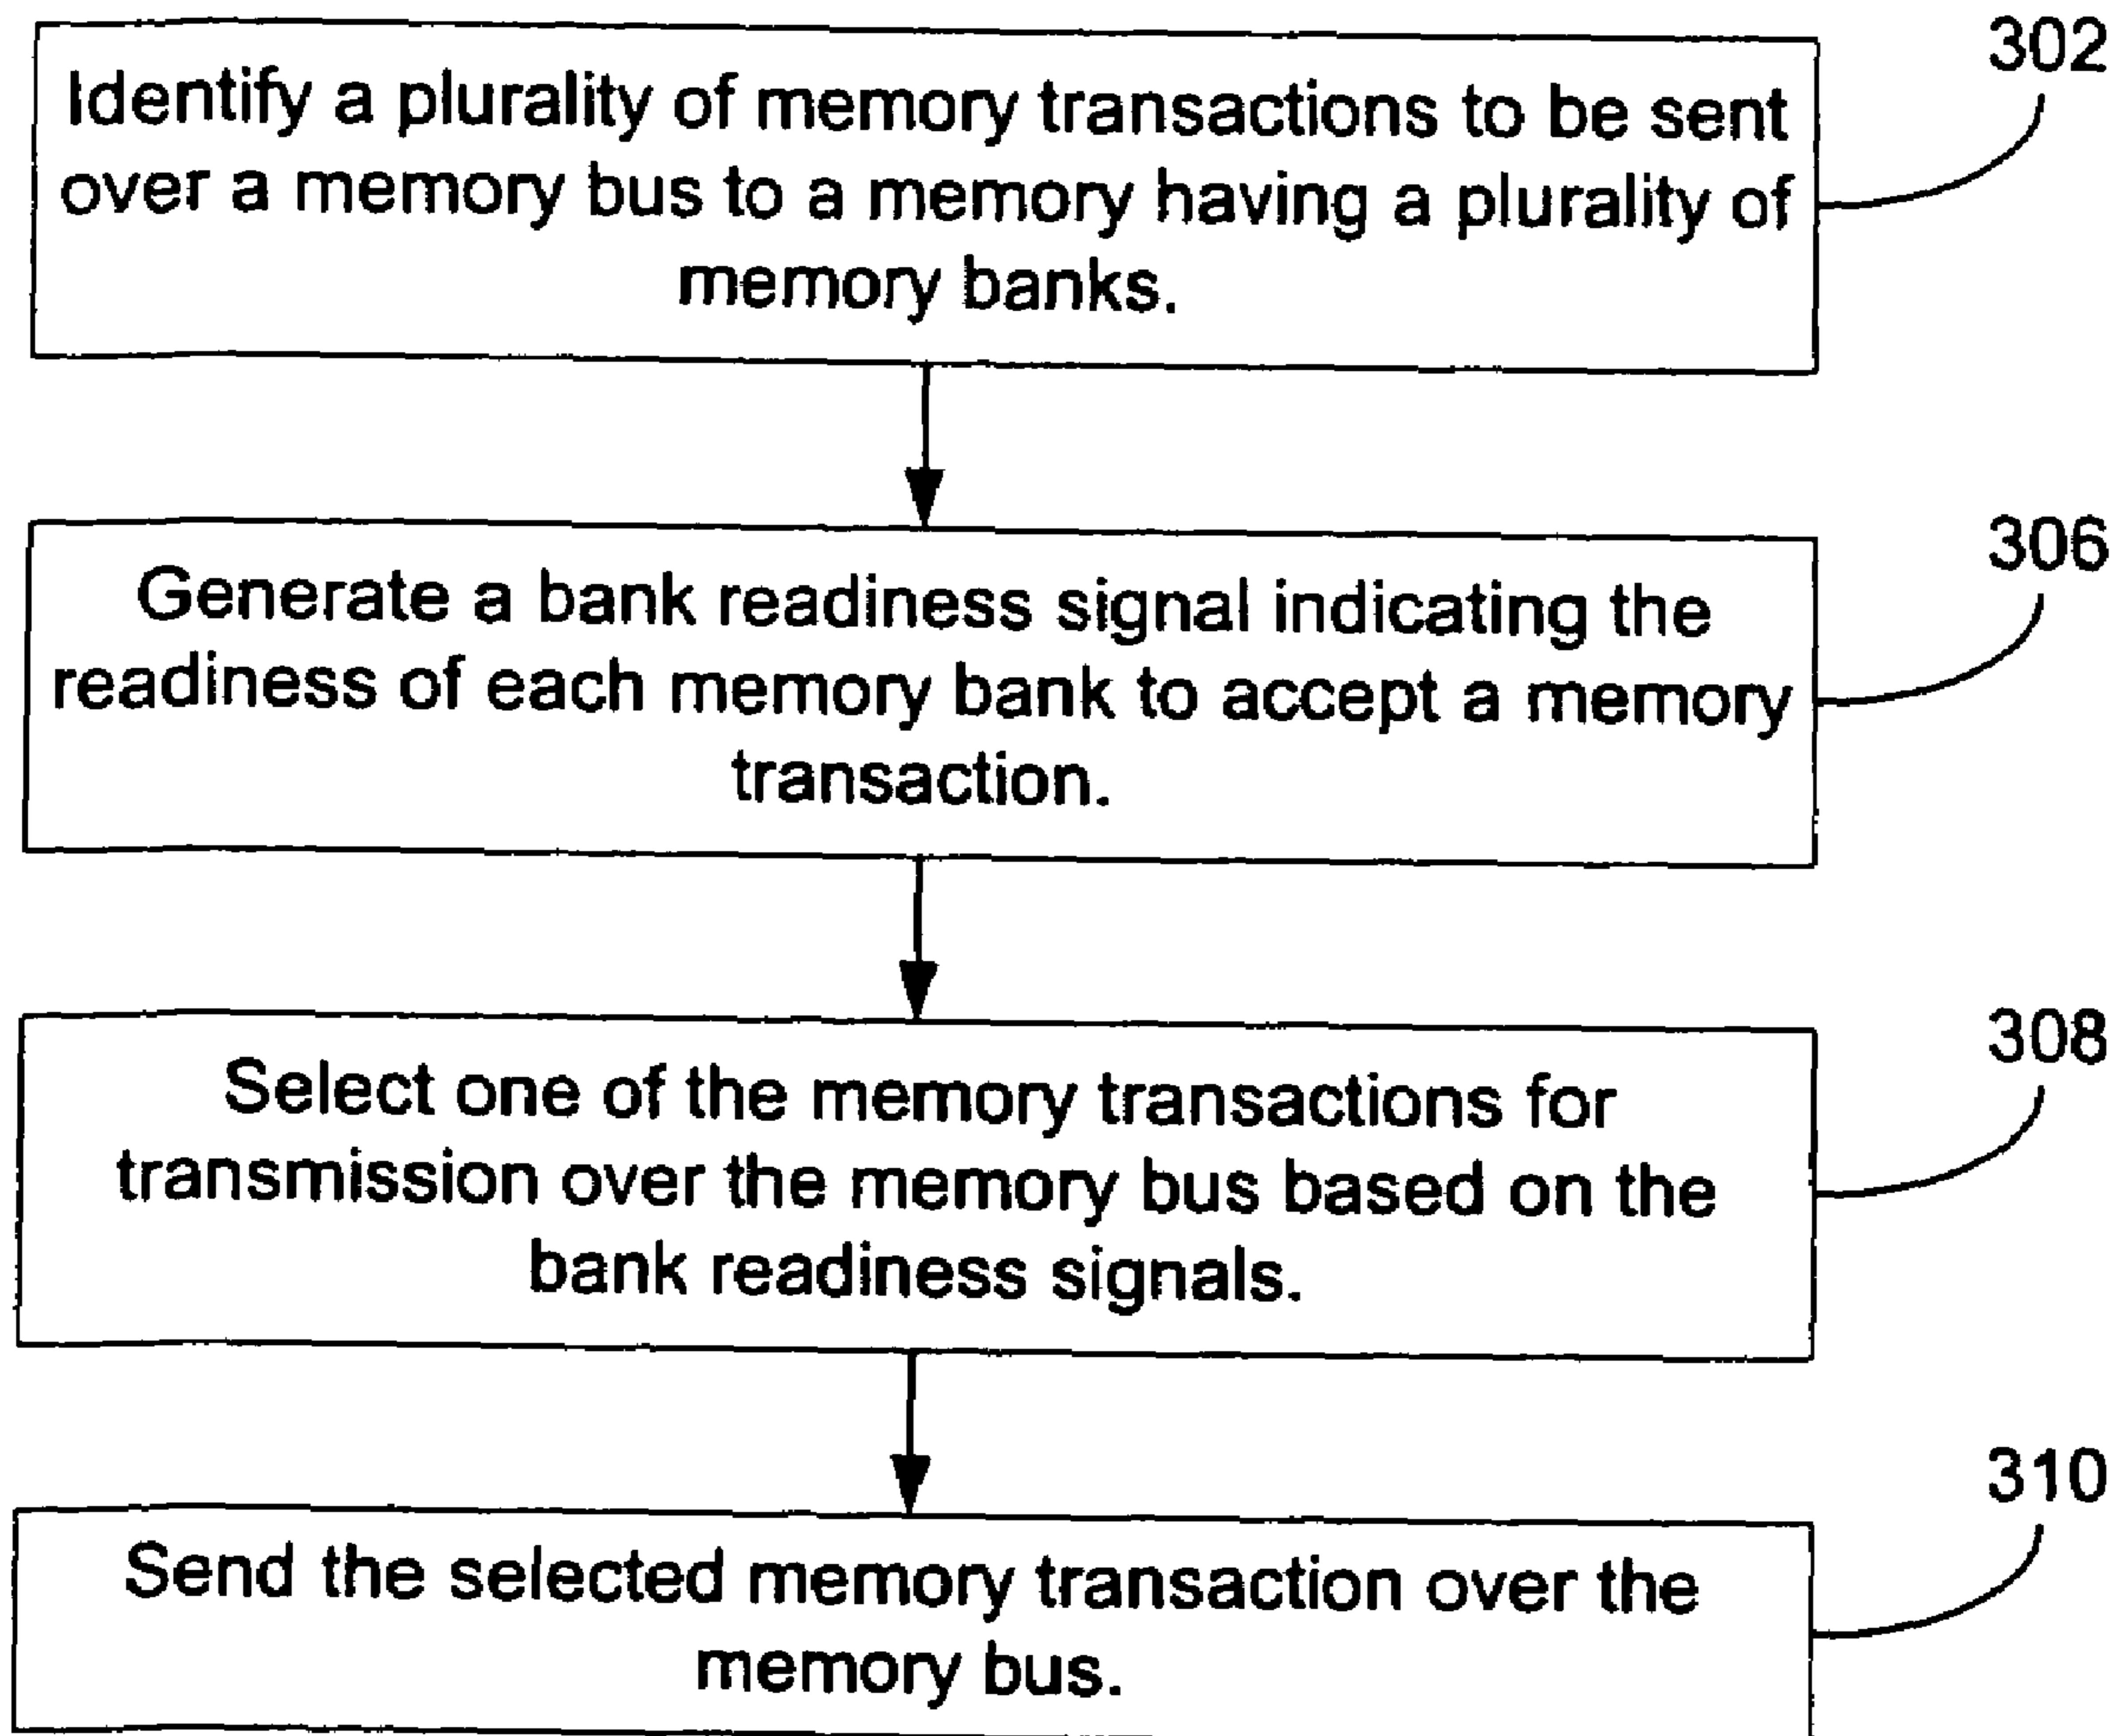 302
Identify a plurality of memory transactions to be sent
over a memory bus to a memory having a plurality of
memory banks.
306
Generate a bank readiness signal indicating the
readiness of each memory bank to accept a memory
transaction.
308
Select one of the memory transactions for
transmission over the memory bus based on the
bank readiness signals.
310
Send the selected memory transaction over the
memory bus.